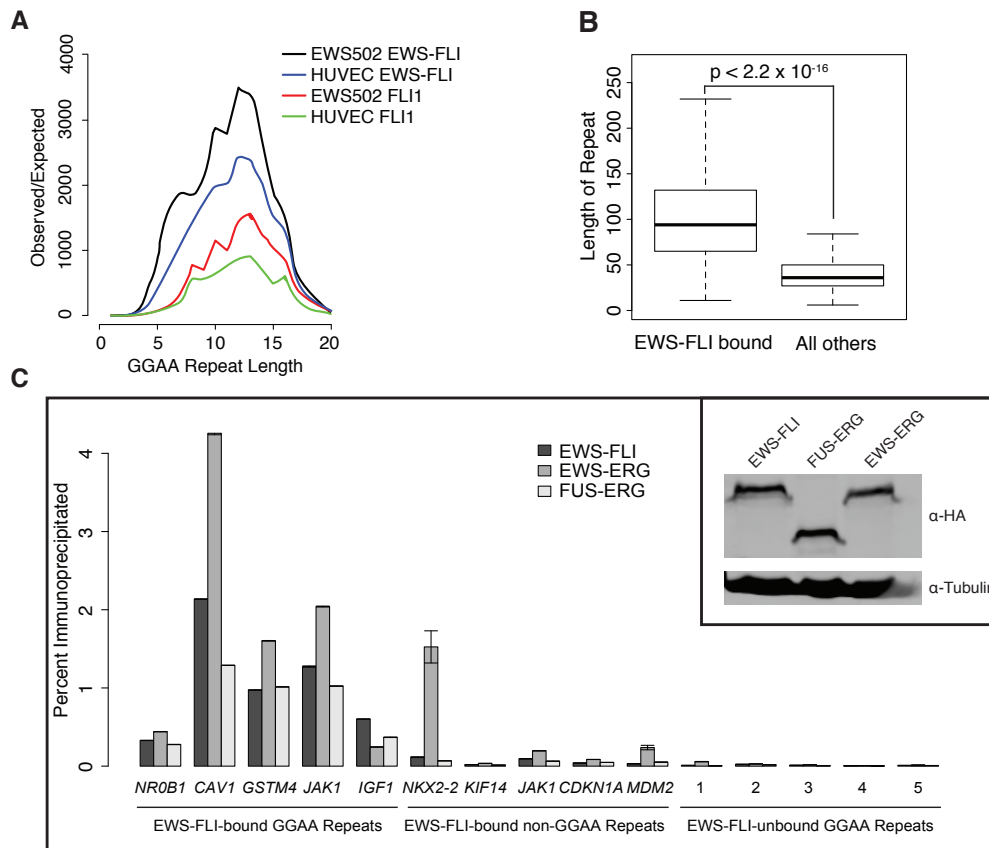 A
EWS502 EWS-FLI
HUVEC EWS-FLI
EWS502 FLI1
HUVEC FLI1
Observed/Expected
4000
3000
2000
1000
0
0 5 10 15 20
GGAA Repeat Length
B
p < 2.2 x 10-16
Length of Repeat
250
200
150
100
50
0
EWS-FLI bound All others
C
Percent Immunoprecipitated
4
3
2
1
0
EWS-FLI
EWS-ERG
FUS-ERG
EWS-FLI FUS-ERG EWS-ERG
α-HA
α-Tubulin
NR0B1 CAV1 GSTM4 JAK1 IGF1 NKX2-2 KIF14 JAK1 CDKN1A MDM2 1 2 3 4 5
EWS-FLI-bound GGAA Repeats EWS-FLI-bound non-GGAA Repeats EWS-FLI-unbound GGAA Repeats